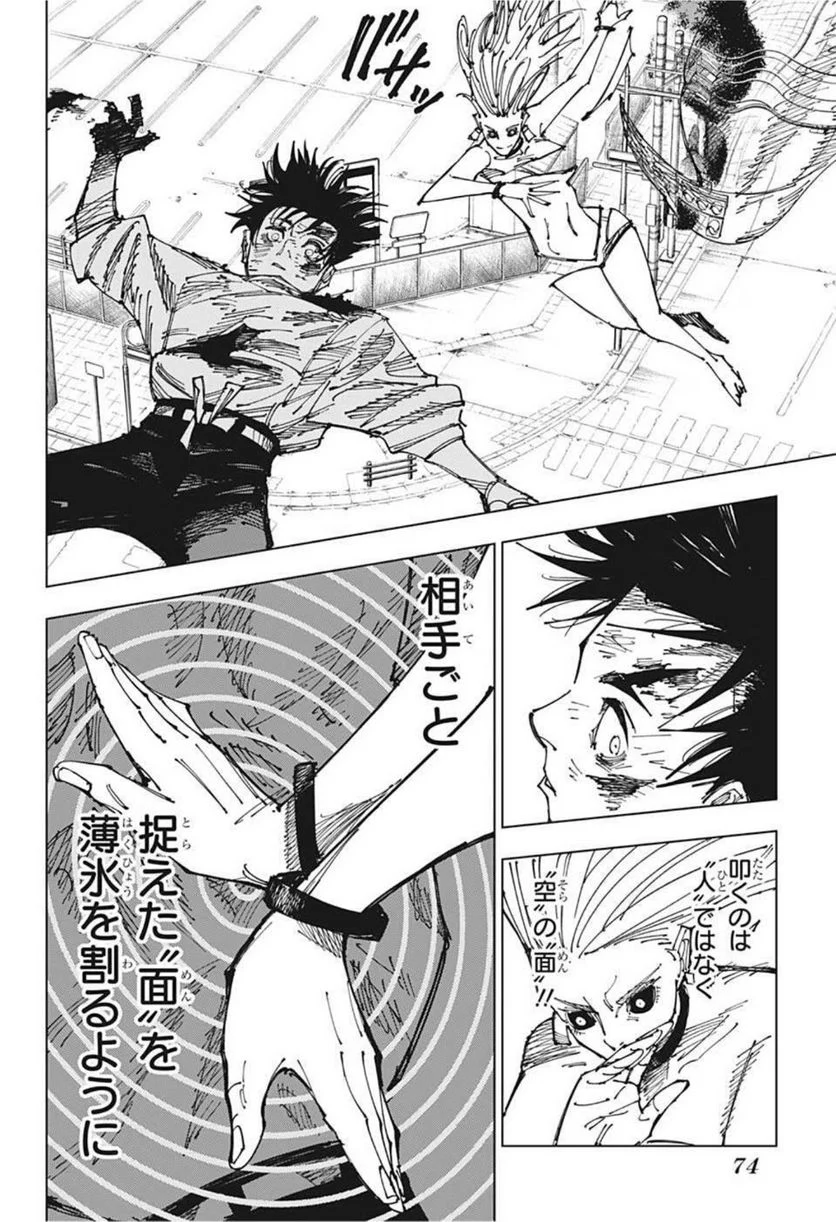 バサッ
叩くのは
"人"ではなく
"空"の
面"!!
相手ごと
捉えた"面"を
薄氷を割るように
74